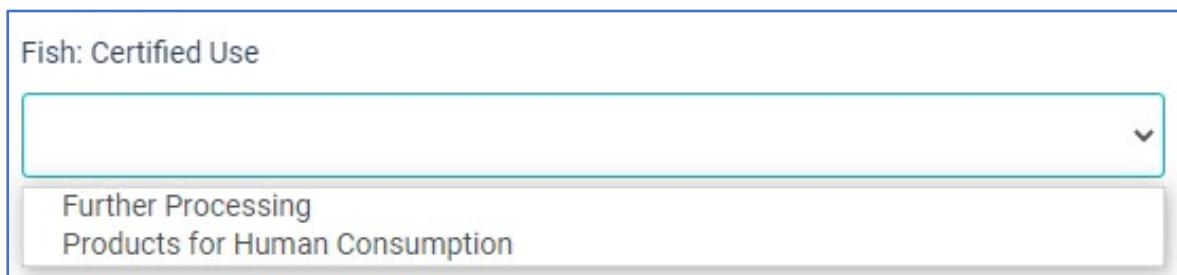 Fish: Certified Use
Further Processing
Products for Human Consumption